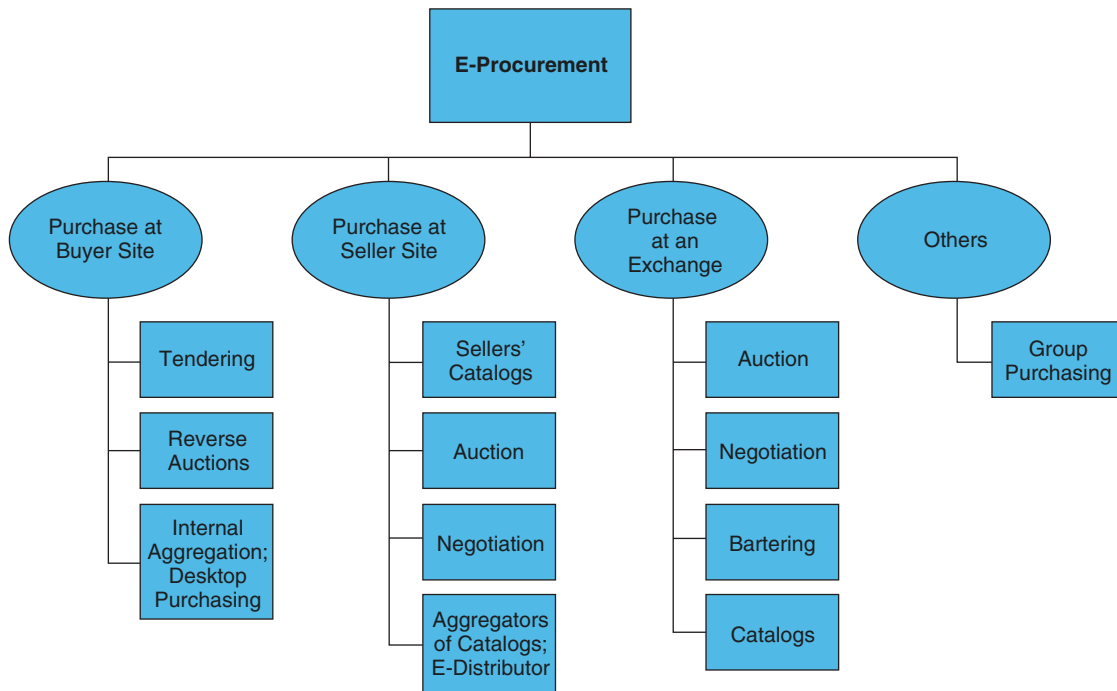 E-Procurement
Purchase at
Buyer Site
Purchase at
Seller Site
Purchase
at an
Exchange
Others
Tendering
Reverse
Auctions
Internal
Aggregation;
Desktop
Purchasing
Sellers’
Catalogs
Auction
Negotiation
Aggregators
of Catalogs;
E-Distributor
Auction
Negotiation
Bartering
Catalogs
Group
Purchasing